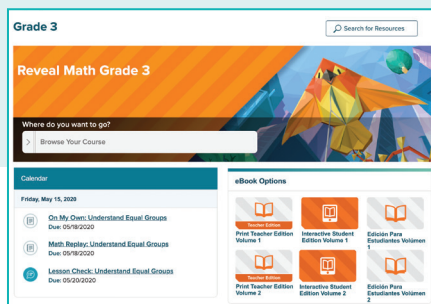 Grade 3
Search for Resources
Reveal Math Grade 3
Where do you want to go?
Browse Your Course
Calendar
Friday, May 15, 2020
On My Own: Understand Equal Groups
Due: 05/18/2020
Math Replay: Understand Equal Groups
Due: 05/18/2020
Lesson Check: Understand Equal Groups
Due: 05/20/2020
eBook Options
Teacher Edition
Print Teacher Edition
Volume 1
Interactive Student
Edition Volume 1
Edición Para
Estudiantes Volúmen
1
Teacher Edition
Print Teacher Edition
Volume 2
Interactive Student
Edition Volume 2
Edición Para
Estudiantes Volúmen
2